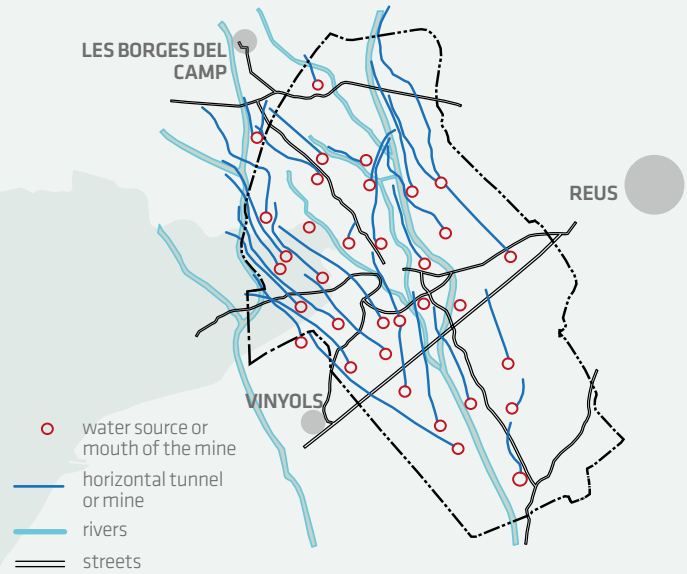 LES BORGES DEL
CAMP
REUS
VINYOLS
water source or
mouth of the mine
horizontal tunnel
or mine
rivers
streets